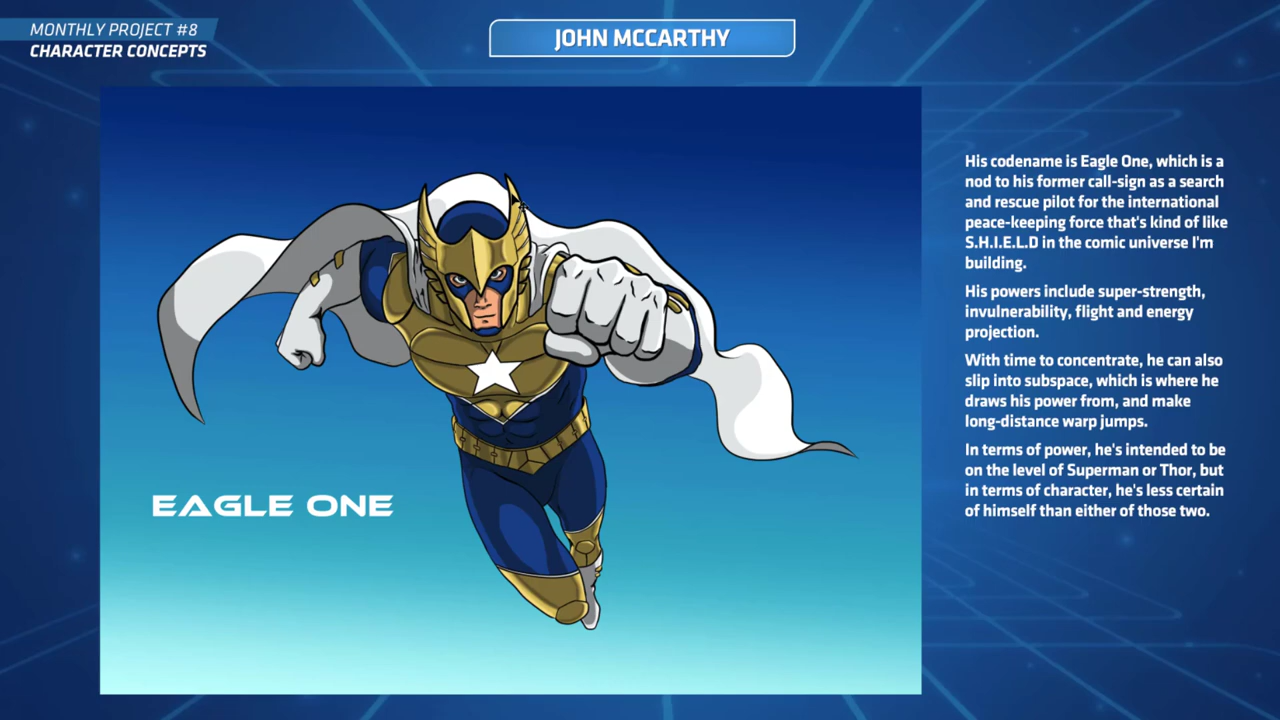 MONTHLY PROJECT #8
CHARACTER CONCEPTS
JOHN MCCARTHY
His codename is Eagle One, which is a
nod to his former call-sign as a search
and rescue pilot for the international
peace-keeping force that's kind of like
S.H.I.E.L.D in the comic universe I'm
building.
His powers include super-strength,
invulnerability, flight and energy
projection.
With time to concentrate, he can also
slip into subspace, which is where he
draws his power from, and make
long-distance warp jumps.
In terms of power, he's intended to be
on the level of Superman or Thor, but
in terms of character, he's less certain
of himself than either of those two.
EAGLE ONE